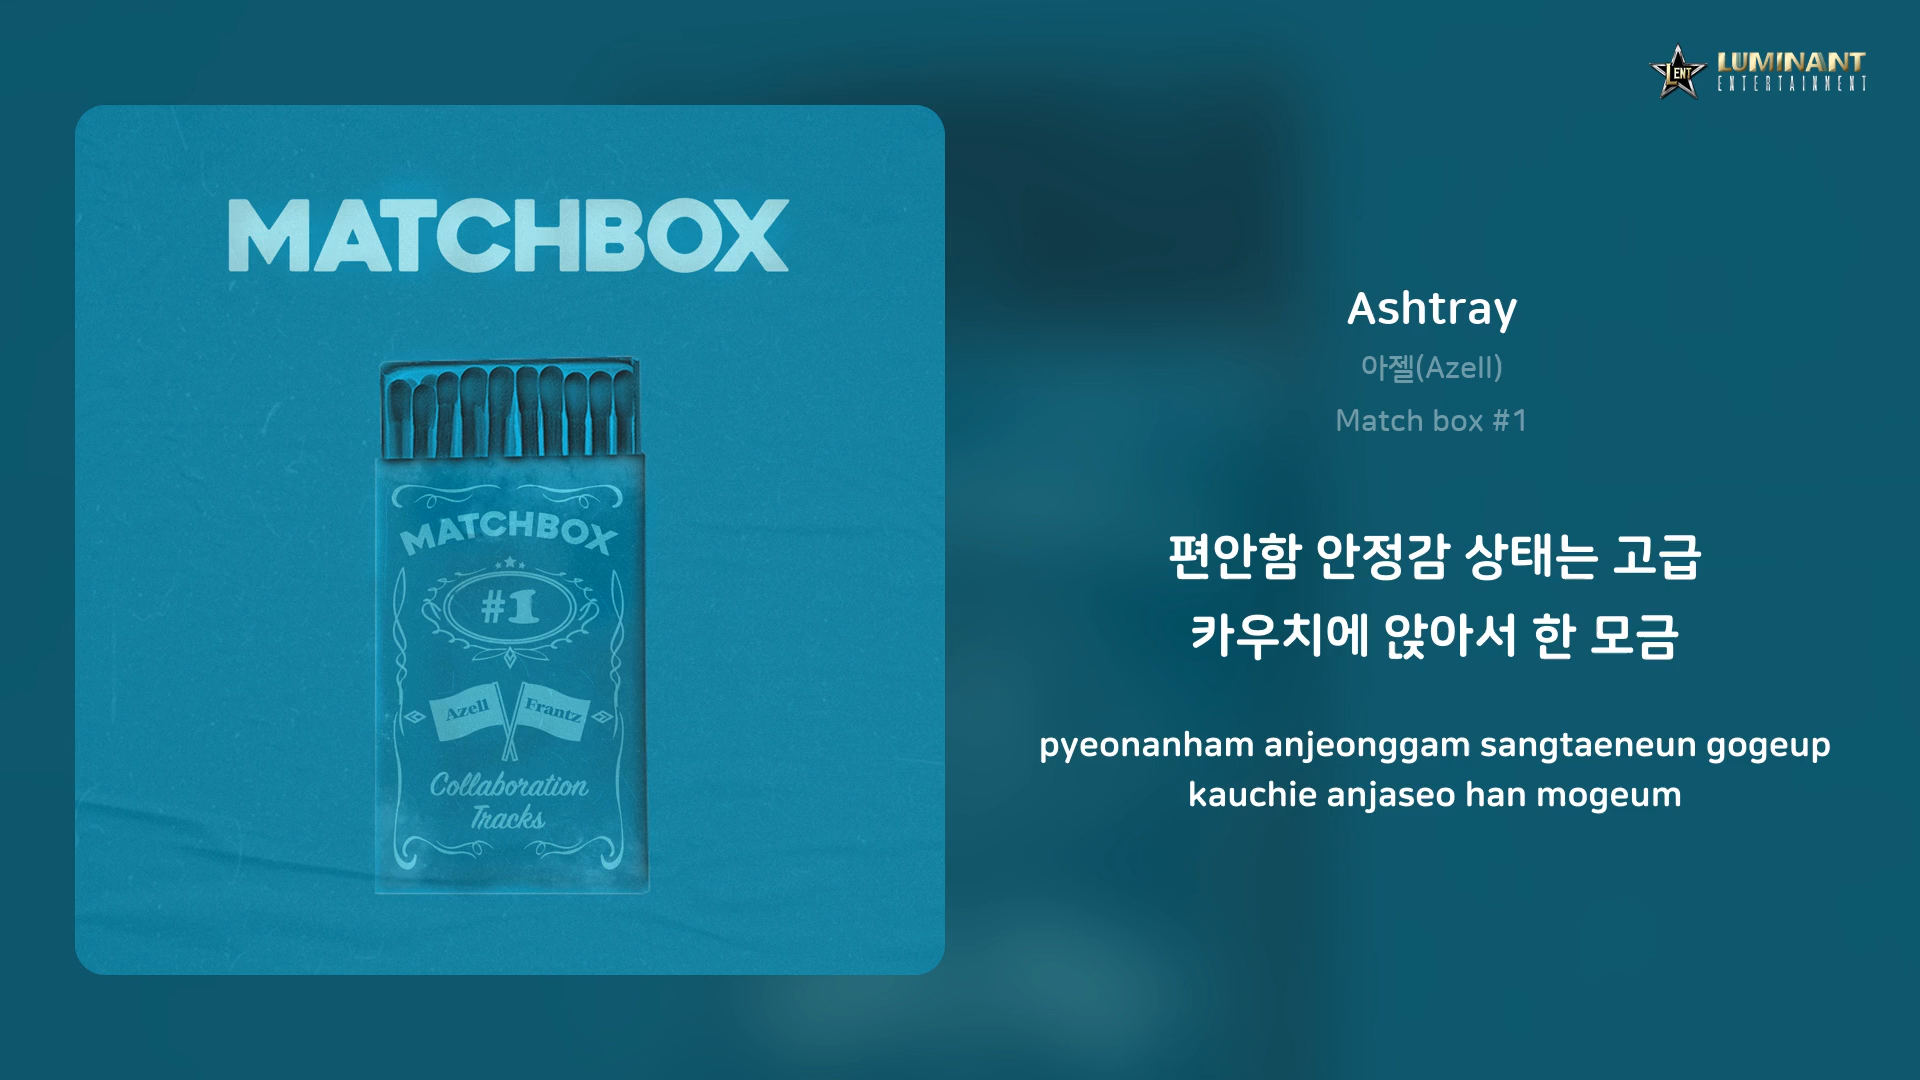 LENT
LUMINANT
ENTERTAINMENT
MATCHBOX
MATCHBOX
#1
Azell
Frantz
Collaboration
Tracks
Ashtray
아젤(Azell)
Match box #1
편안함 안정감 상태는 고급
카우치에 앉아서 한 모금
pyeonanham anjeonggam sangtaeneun gogeup
kauchie anjaseo han mogeum